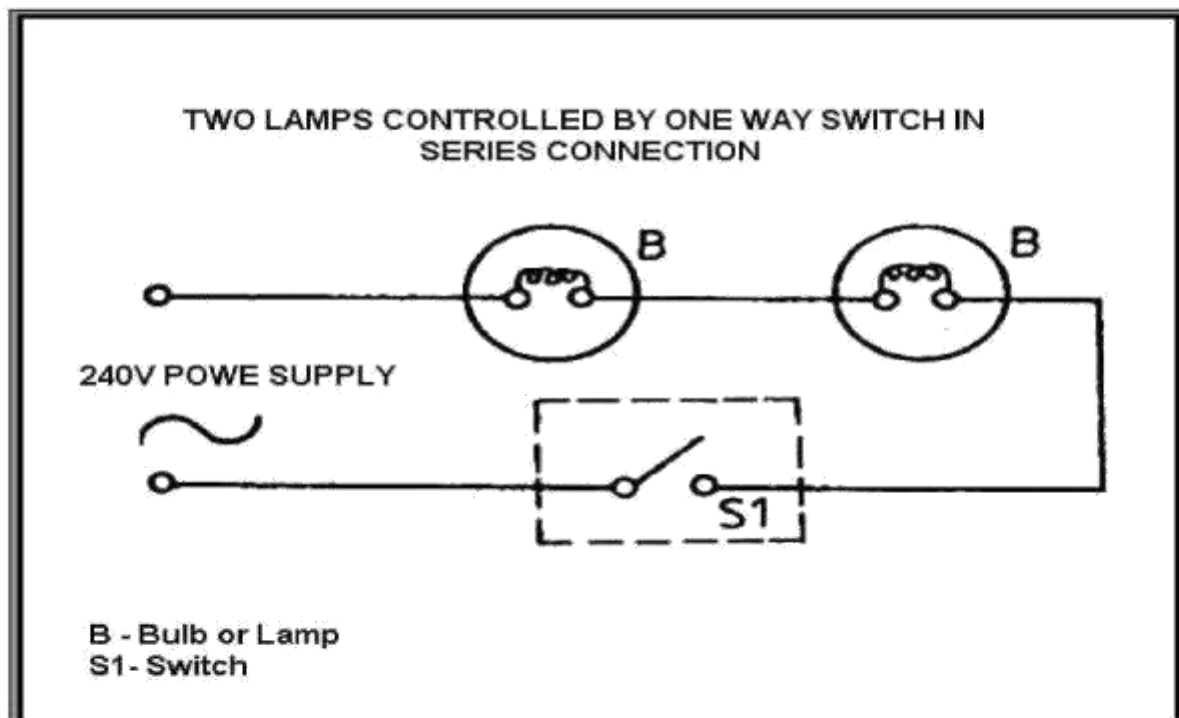 TWO LAMPS CONTROLLED BY ONE WAY SWITCH IN
SERIES CONNECTION
B
B
240V POWE SUPPLY
S1
B - Bulb or Lamp
S1- Switch